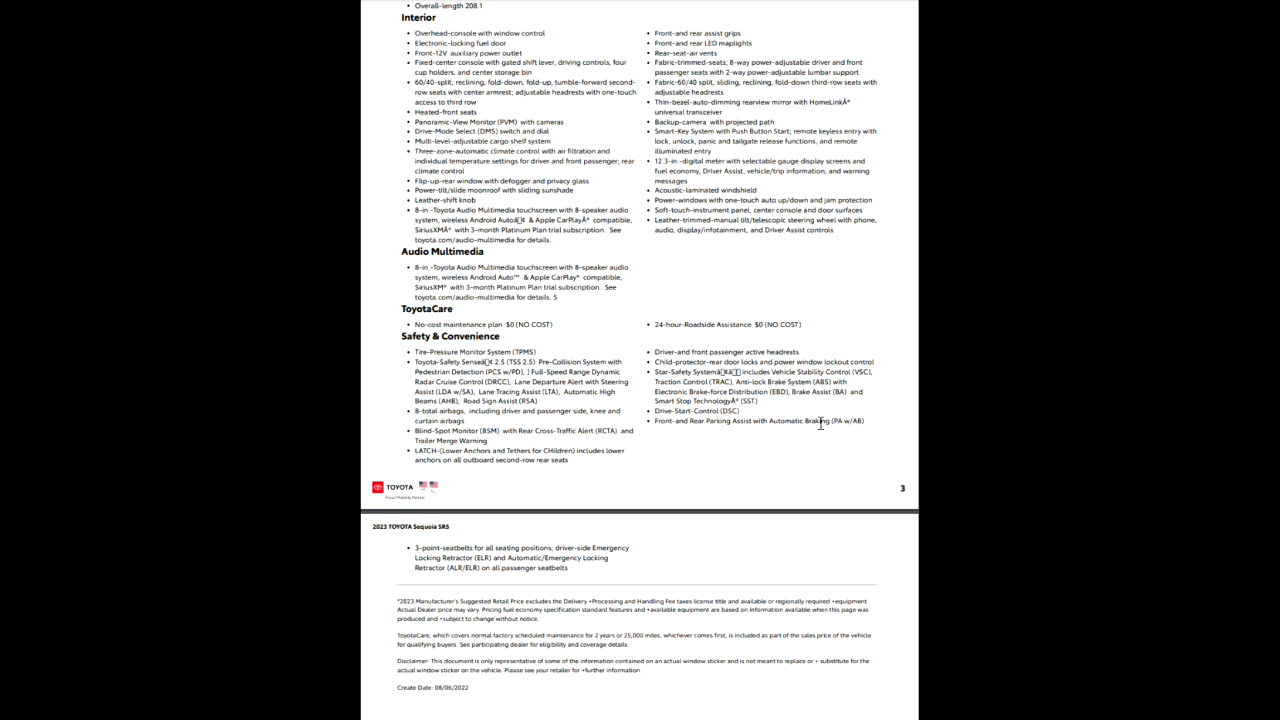 • Overall-length 208.1
Interior
• Overhead-console with window control
• Electronic-locking fuel door
• Front-12V auxiliary power outlet
• Fixed-center console with gated shift lever, driving controls, four
cup holders, and center storage bin
• 60/40-split, reclining, fold-down, fold-up, tumble-forward second-
row seats with center armrest; adjustable headrests with one-touch
access to third row
• Heated-front seats
• Panoramic-View Monitor (PVM) with cameras
• Drive-Mode Select (DMS) switch and dial
• Multi-level-adjustable cargo shelf system
• Three-zone-automatic climate control with air filtration and
individual temperature settings for driver and front passenger; rear
climate control
• Flip-up-rear window with defogger and privacy glass
• Power-tilt/slide moonroof with sliding sunshade
• Leather-shift knob
• 8-in.-Toyota Audio Multimedia touchscreen with 8-speaker audio
system, wireless Android Autoâ▯¢ & Apple CarPlayÂ® compatible,
SiriusXMÂ® with 3-month Platinum Plan trial subscription. See
toyota.com/audio-multimedia for details.
• Front-and rear assist grips
• Front-and rear LED maplights
• Rear-seat-air vents
• Fabric-trimmed-seats; 8-way power-adjustable driver and front
passenger seats with 2-way power-adjustable lumbar support
• Fabric-60/40 split, sliding, reclining, fold-down third-row seats with
adjustable headrests
• Thin-bezel-auto-dimming rearview mirror with HomeLinkÂ®
universal transceiver
• Backup-camera with projected path
• Smart-Key System with Push Button Start; remote keyless entry with
lock, unlock, panic and tailgate release functions, and remote
illuminated entry
• 12.3-in.-digital meter with selectable gauge display screens and
fuel economy, Driver Assist, vehicle/trip information, and warning
messages
• Acoustic-laminated windshield
• Power-windows with one-touch auto up/down and jam protection
• Soft-touch-instrument panel, center console and door surfaces
• Leather-trimmed-manual tilt/telescopic steering wheel with phone,
audio, display/infotainment, and Driver Assist controls
Audio Multimedia
• 8-in.-Toyota Audio Multimedia touchscreen with 8-speaker audio
system, wireless Android Auto™ & Apple CarPlay® compatible,
SiriusXM® with 3-month Platinum Plan trial subscription. See
toyota.com/audio-multimedia for details. S
ToyotaCare
• No-cost maintenance plan $0 (NO COST)
• 24-hour-Roadside Assistance $0 (NO COST)
Safety & Convenience
• Tire-Pressure Monitor System (TPMS)
• Toyota-Safety Senseâ▯¢ 2.5 (TSS 2.5) Pre-Collision System with
Pedestrian Detection (PCS w/PD), ] Full-Speed Range Dynamic
Radar Cruise Control (DRCC), Lane Departure Alert with Steering
Assist (LDA w/SA), Lane Tracing Assist (LTA), Automatic High
Beams (AHB), Road Sign Assist (RSA)
• 8-total airbags, including driver and passenger side, knee and
curtain airbags
• Blind-Spot Monitor (BSM) with Rear Cross-Traffic Alert (RCTA) and
Trailer Merge Warning
• LATCH-(Lower Anchors and Tethers for CHildren) includes lower
anchors on all outboard second-row rear seats
• Driver-and front passenger active headrests
• Child-protector-rear door locks and power window lockout control
• Star-Safety Systemâ▯¢â▯▯ includes Vehicle Stability Control (VSC),
Traction Control (TRAC), Anti-lock Brake System (ABS) with
Electronic Brake-force Distribution (EBD), Brake Assist (BA) and
Smart Stop TechnologyÂ® (SST)
• Drive-Start-Control (DSC)
• Front-and Rear Parking Assist with Automatic Braking (PA w/AB)
TOYOTA
3
2023 TOYOTA Sequoia SR5
• 3-point-seatbelts for all seating positions; driver-side Emergency
Locking Retractor (ELR) and Automatic/Emergency Locking
Retractor (ALR/ELR) on all passenger seatbelts
*2023 Manufacturer's Suggested Retail Price excludes the Delivery +Processing and Handling Fee taxes license title and available or regionally required +equipment.
Actual Dealer price may vary. Pricing fuel economy specification standard features and +available equipment are based on information available when this page was
produced and +subject to change without notice.
ToyotaCare, which covers normal factory scheduled maintenance for 2 years or 25,000 miles, whichever comes first, is included as part of the sales price of the vehicle
for qualifying buyers. See participating dealer for eligibility and coverage details.
Disclaimer: This document is only representative of some of the information contained on an actual window sticker and is not meant to replace or + substitute for the
actual window sticker on the vehicle. Please see your retailer for +further information.
Create Date: 08/06/2022